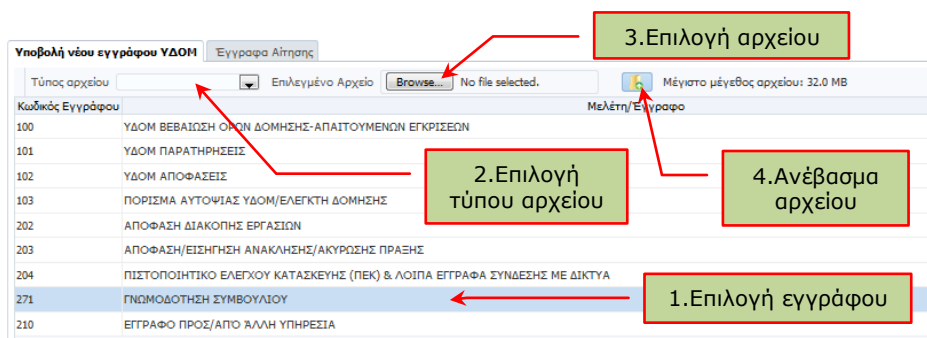 3.Επιλογή αρχείου
Υποβολή νέου εγγράφου ΥΔΟΜ Έγγραφα Αίτησης
Τύπος αρχείου Επιλεγμένο Αρχείο Browse... No file selected. Μέγιστο μέγεθος αρχείου: 32.0 MB
Κωδικός Εγγράφου Μελέτη/Έγγραφο
100 ΥΔΟΜ ΒΕΒΑΙΩΣΗ ΟΡΩΝ ΔΟΜΗΣΗΣ-ΑΠΑΙΤΟΥΜΕΝΩΝ ΕΓΚΡΙΣΕΩΝ
101 ΥΔΟΜ ΠΑΡΑΤΗΡΗΣΕΙΣ
102 ΥΔΟΜ ΑΠΟΦΑΣΕΙΣ
103 ΠΟΡΙΣΜΑ ΑΥΤΟΨΙΑΣ ΥΔΟΜ/ΕΛΕΓΚΤΗ ΔΟΜΗΣΗΣ
2.Επιλογή
τύπου αρχείου
4.Ανέβασμα
αρχείου
202 ΑΠΟΦΑΣΗ ΔΙΑΚΟΠΗΣ ΕΡΓΑΣΙΩΝ
203 ΑΠΟΦΑΣΗ/ΕΙΣΗΓΗΣΗ ΑΝΑΚΛΗΣΗΣ/ΑΚΥΡΩΣΗΣ ΠΡΑΞΗΣ
204 ΠΙΣΤΟΠΟΙΗΤΙΚΟ ΕΛΕΓΧΟΥ ΚΑΤΑΣΚΕΥΗΣ (ΠΕΚ) & ΛΟΙΠΑ ΕΓΓΡΑΦΑ ΣΥΝΔΕΣΗΣ ΜΕ ΔΙΚΤΥΑ
271 ΓΝΩΜΟΔΟΤΗΣΗ ΣΥΜΒΟΥΛΙΟΥ
1.Επιλογή εγγράφου
210 ΕΓΓΡΑΦΟ ΠΡΟΣ/ΑΠΌ ΆΛΛΗ ΥΠΗΡΕΣΙΑ